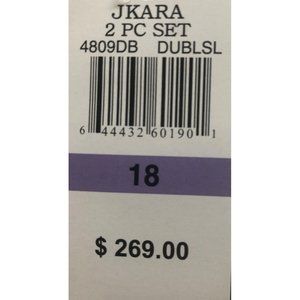 JKARA
2 PC SET
4809DB DUBLSL
6 44432 60190 1
18
$ 269.00